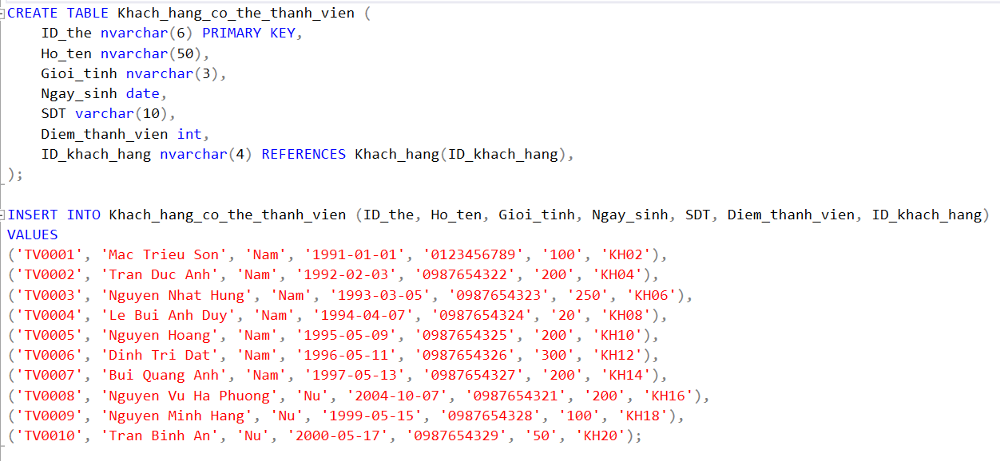 CREATE TABLE Khach_hang_co_the_thanh_vien (
    ID_the nvarchar(6) PRIMARY KEY,
    Ho_ten nvarchar(50),
    Gioi_tinh nvarchar(3),
    Ngay_sinh date,
    SDT varchar(10),
    Diem_thanh_vien int,
    ID_khach_hang nvarchar(4) REFERENCES Khach_hang(ID_khach_hang),
);
INSERT INTO Khach_hang_co_the_thanh_vien (ID_the, Ho_ten, Gioi_tinh, Ngay_sinh, SDT, Diem_thanh_vien, ID_khach_hang)
VALUES
('TV0001', 'Mac Trieu Son', 'Nam', '1991-01-01', '0123456789', '100', 'KH02'),
('TV0002', 'Tran Duc Anh', 'Nam', '1992-02-03', '0987654322', '200', 'KH04'),
('TV0003', 'Nguyen Nhat Hung', 'Nam', '1993-03-05', '0987654323', '250', 'KH06'),
('TV0004', 'Le Bui Anh Duy', 'Nam', '1994-04-07', '0987654324', '20', 'KH08'),
('TV0005', 'Nguyen Hoang', 'Nam', '1995-05-09', '0987654325', '200', 'KH10'),
('TV0006', 'Dinh Tri Dat', 'Nam', '1996-05-11', '0987654326', '300', 'KH12'),
('TV0007', 'Bui Quang Anh', 'Nam', '1997-05-13', '0987654327', '200', 'KH14'),
('TV0008', 'Nguyen Vu Ha Phuong', 'Nu', '2004-10-07', '0987654321', '200', 'KH16'),
('TV0009', 'Nguyen Minh Hang', 'Nu', '1999-05-15', '0987654328', '100', 'KH18'),
('TV0010', 'Tran Binh An', 'Nu', '2000-05-17', '0987654329', '50', 'KH20');